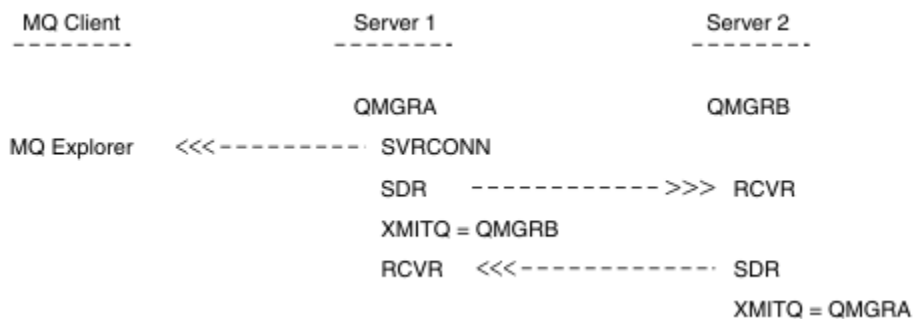 MQ Client Server 1 Server 2
QMGRA QMGRB
MQ Explorer <<<---------- SVRCONN
SDR ------------->>> RCVR
XMITQ = QMGRB
RCVR <<<------------- SDR
XMITQ = QMGRA